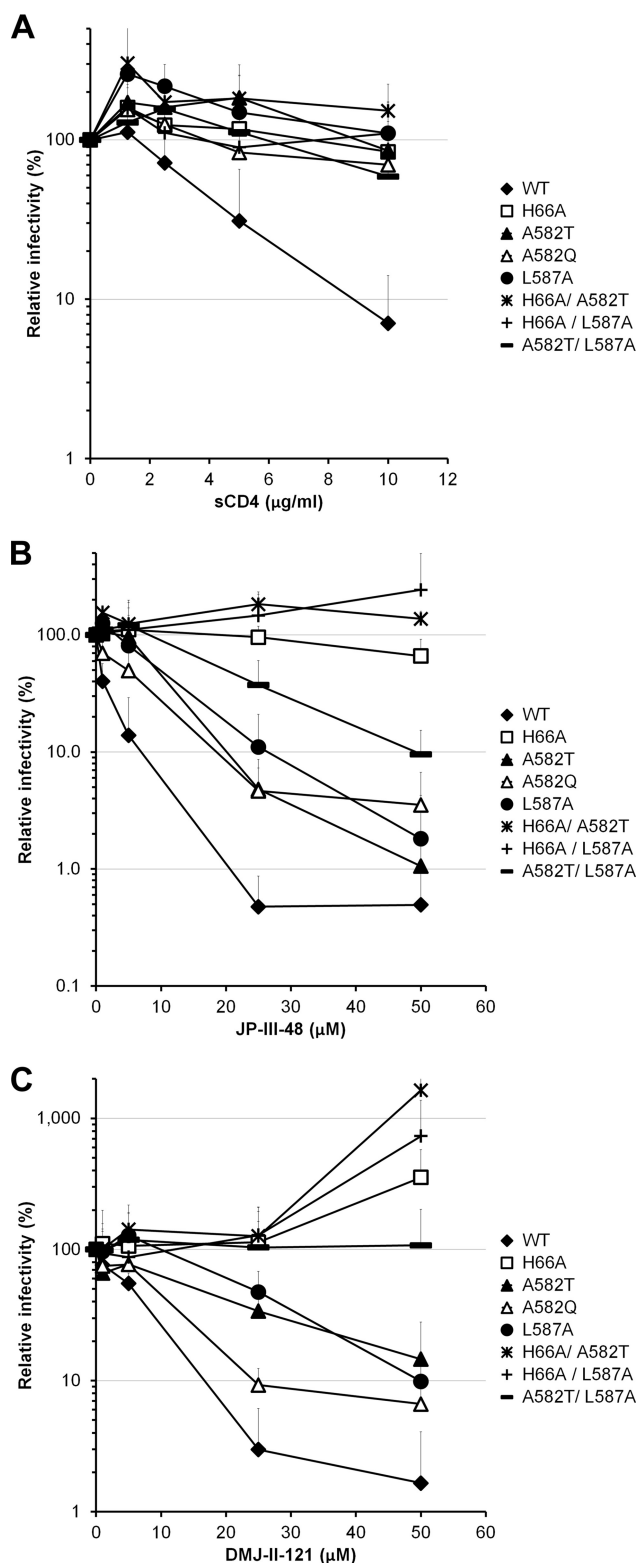 A
Relative infectivity (%)
100
10
1
0 2 4 6 8 10 12
sCD4 (µg/ml)
WT
H66A
A582T
A582Q
L587A
H66A/ A582T
H66A / L587A
A582T/ L587A
B
Relative infectivity (%)
100.0
10.0
1.0
0.1
0 10 20 30 40 50 60
JP-III-48 (µM)
WT
H66A
A582T
A582Q
L587A
H66A/ A582T
H66A / L587A
A582T/ L587A
C
Relative infectivity (%)
1,000
100
10
1
0 10 20 30 40 50 60
DMJ-II-121 (µM)
WT
H66A
A582T
A582Q
L587A
H66A/ A582T
H66A / L587A
A582T/ L587A